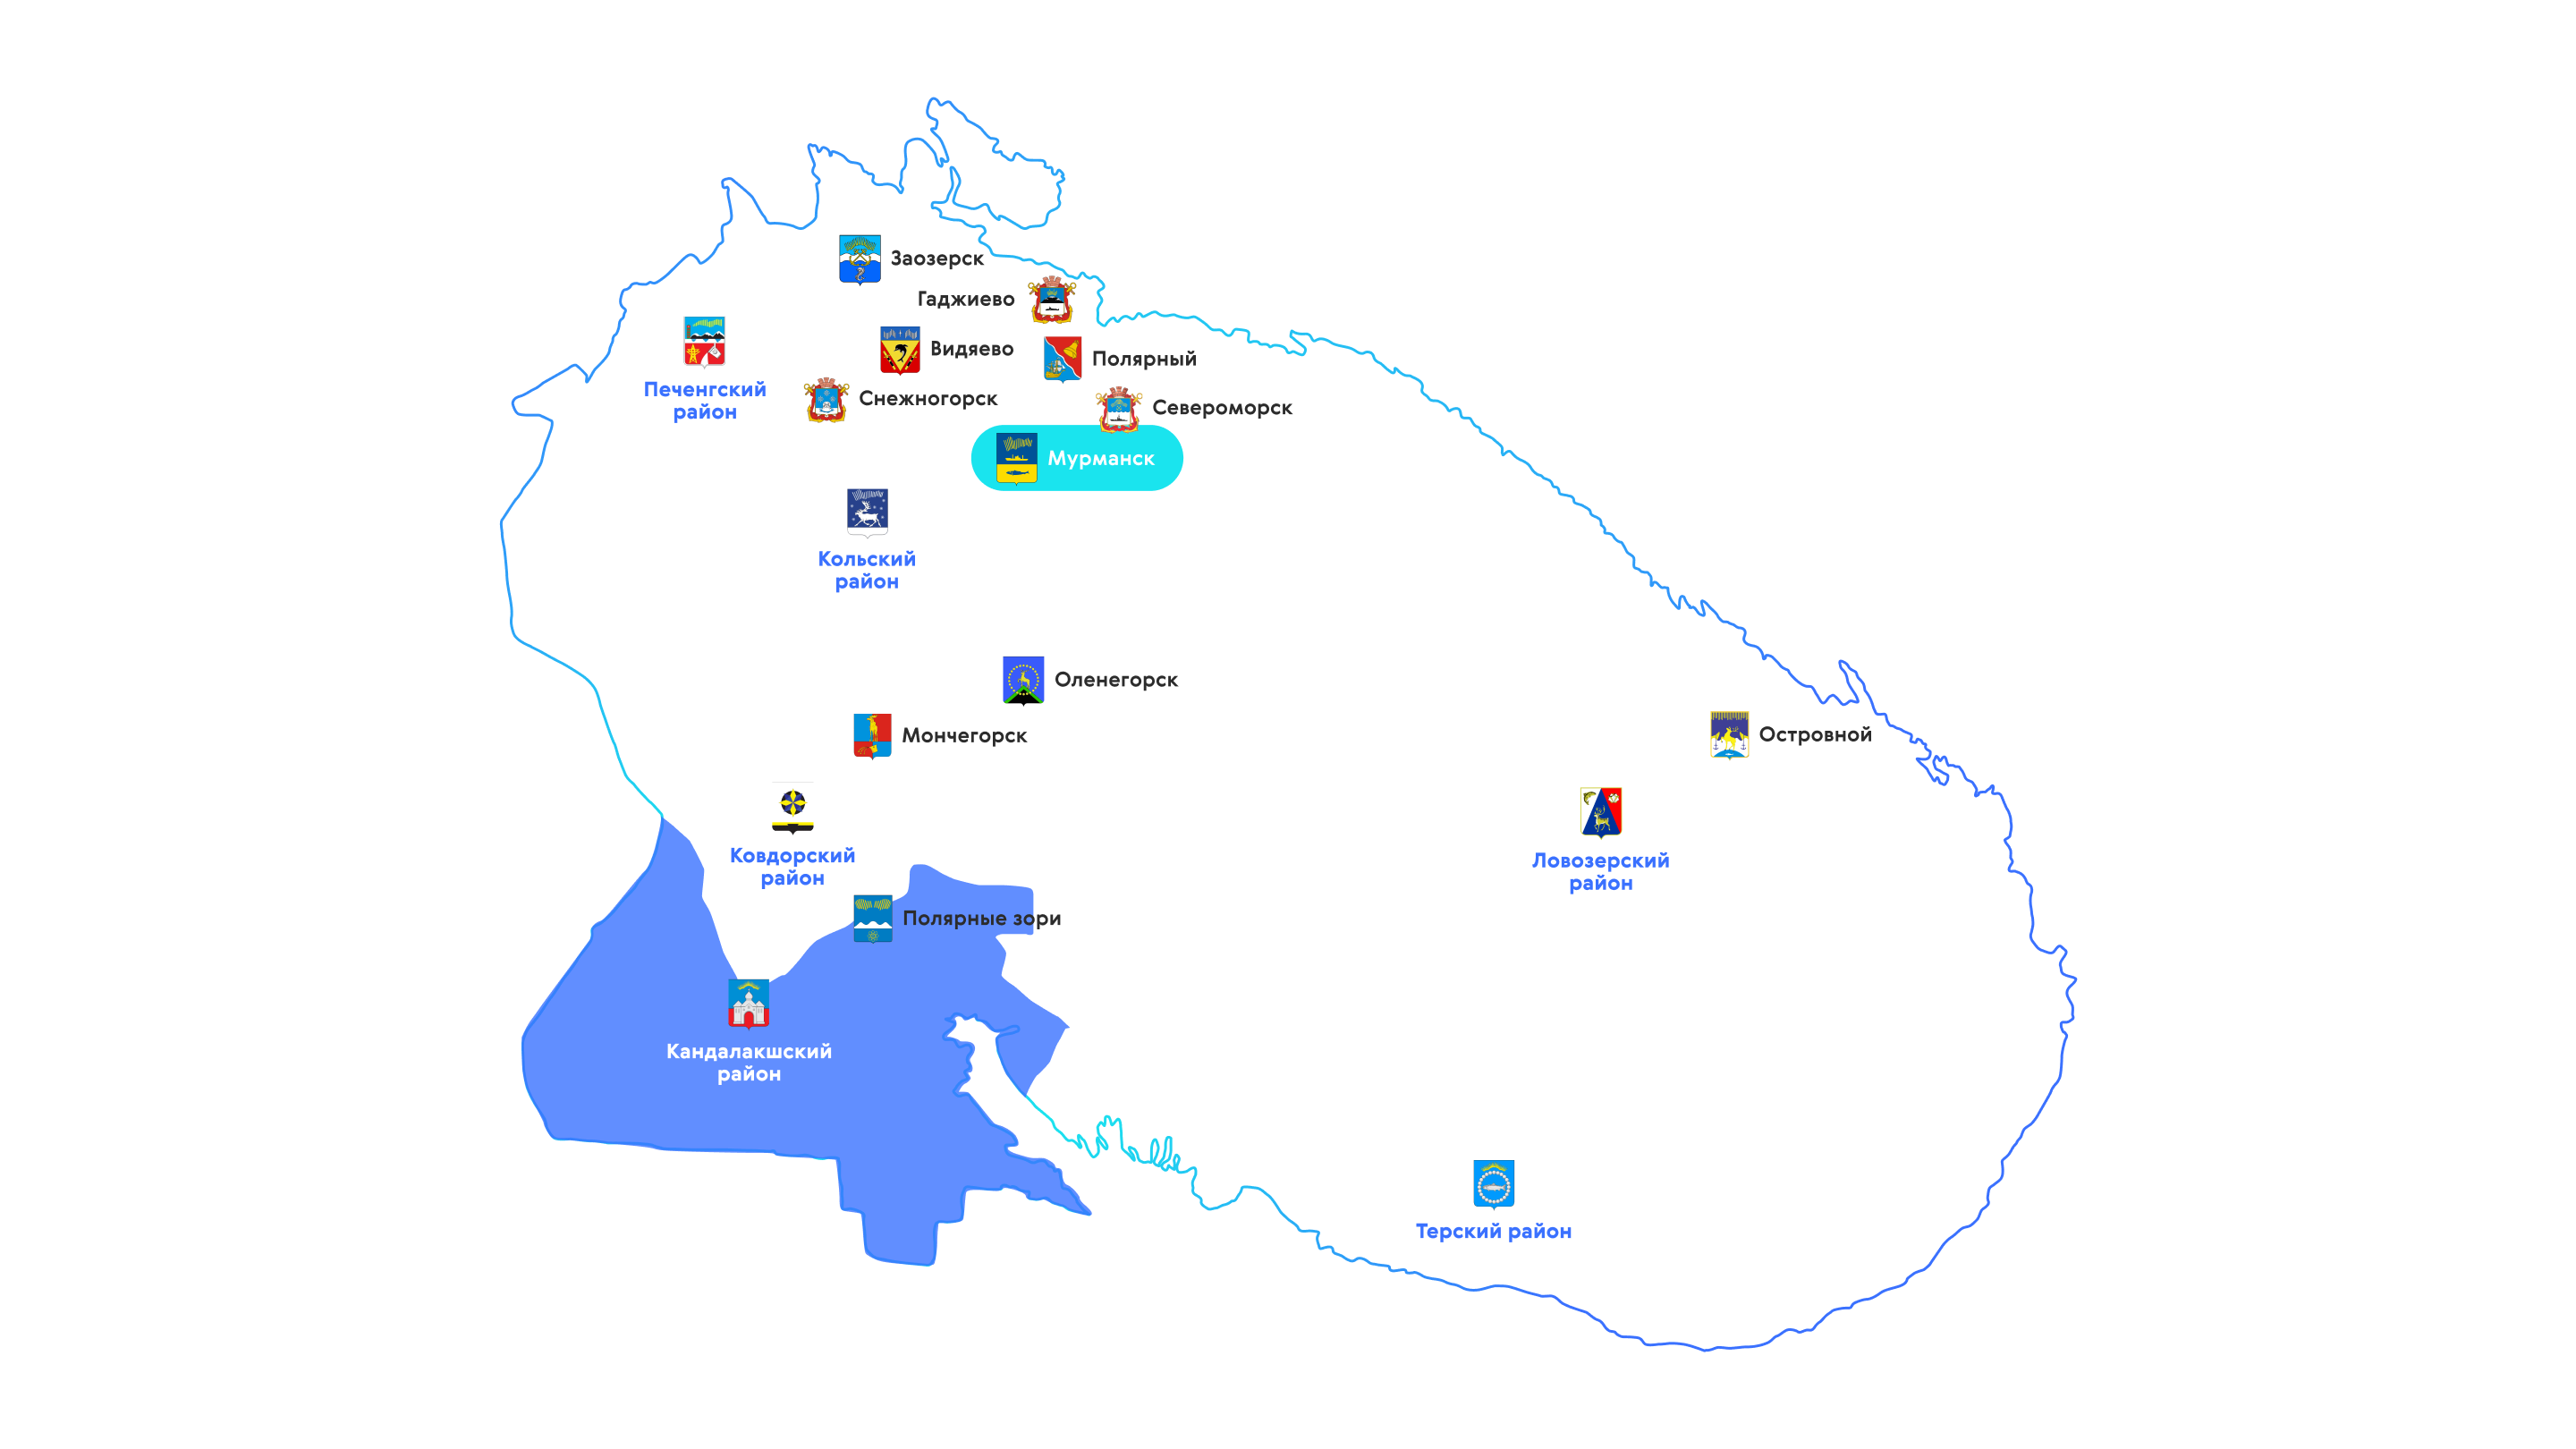 Заозерск
Гаджиево
Видяево
Полярный
Печенгский
район
Снежногорск
Североморск
Мурманск
Кольский
район
Оленегорск
Мончегорск
Островной
Ковдорский
район
Ловозерский
район
Полярные зори
Кандалакшский
район
Терский район